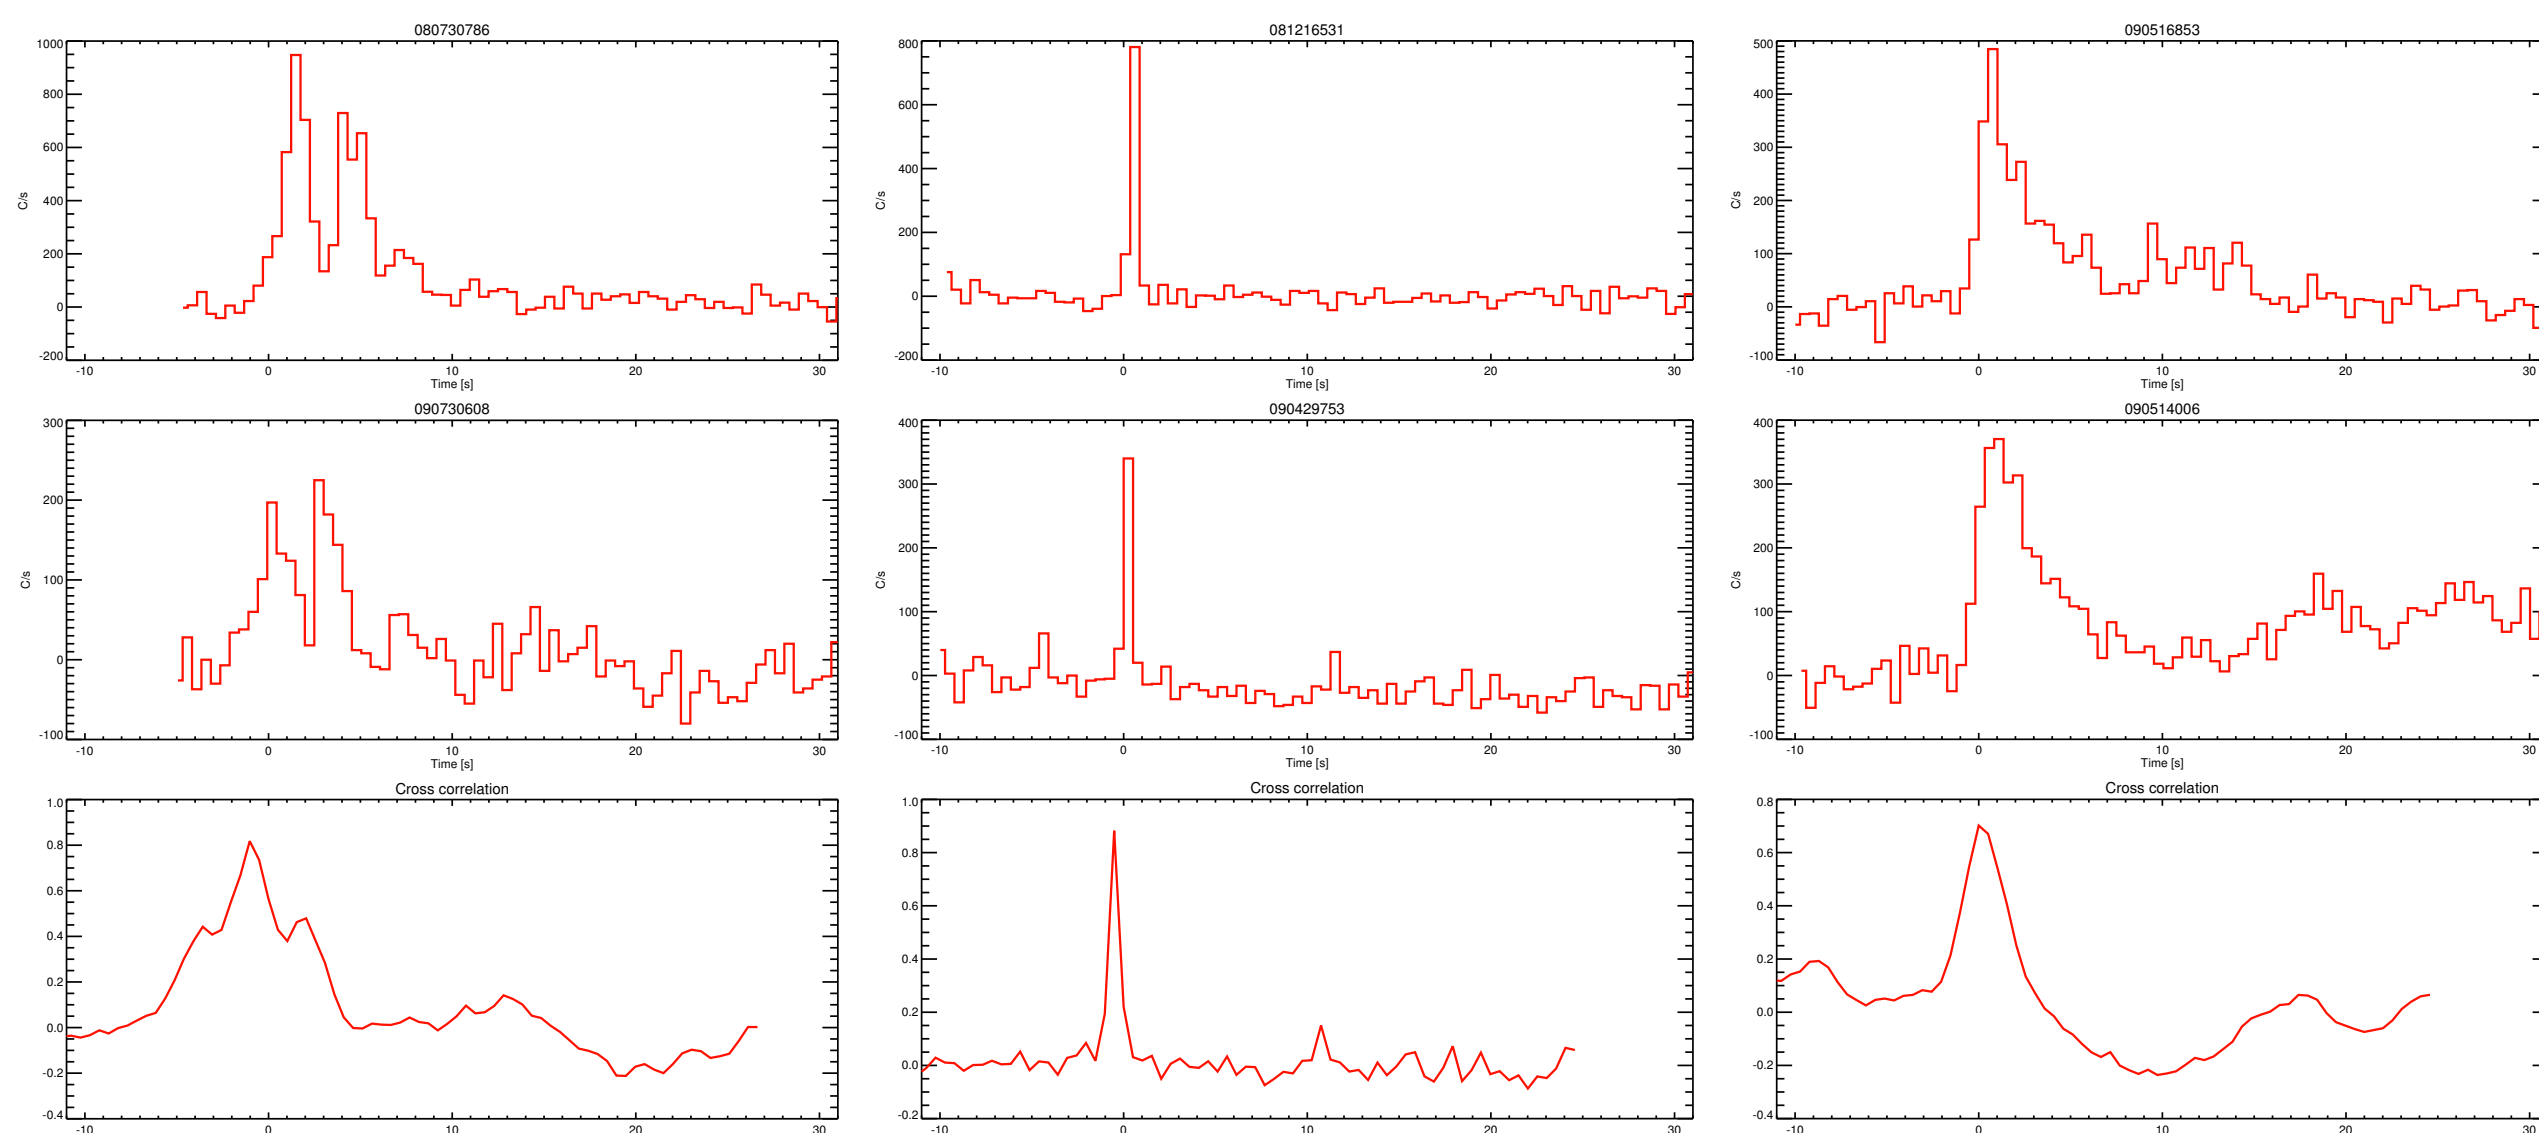 080730786 081216531 090516853
1000 800 500
800 600 400
600 400 300
400 200 200
200 0 100
0 -200 0
-200 -100
C/s C/s C/s
-10 0 10 20 30 -10 0 10 20 30 -10 0 10 20 30
Time [s] Time [s] Time [s]
090730608 090429753 090514006
300 400 400
200 300 300
100 200 200
0 100 100
-100 0 0
-100 -100
C/s C/s C/s
-10 0 10 20 30 -10 0 10 20 30 -10 0 10 20 30
Time [s] Time [s] Time [s]
Cross correlation Cross correlation Cross correlation
1.0 1.0 0.8
0.8 0.8 0.6
0.6 0.6 0.4
0.4 0.4 0.2
0.2 0.2 0.0
0.0 0.0 -0.2
-0.2 -0.2 -0.4
-0.4
-10 0 10 20 30 -10 0 10 20 30 -10 0 10 20 30